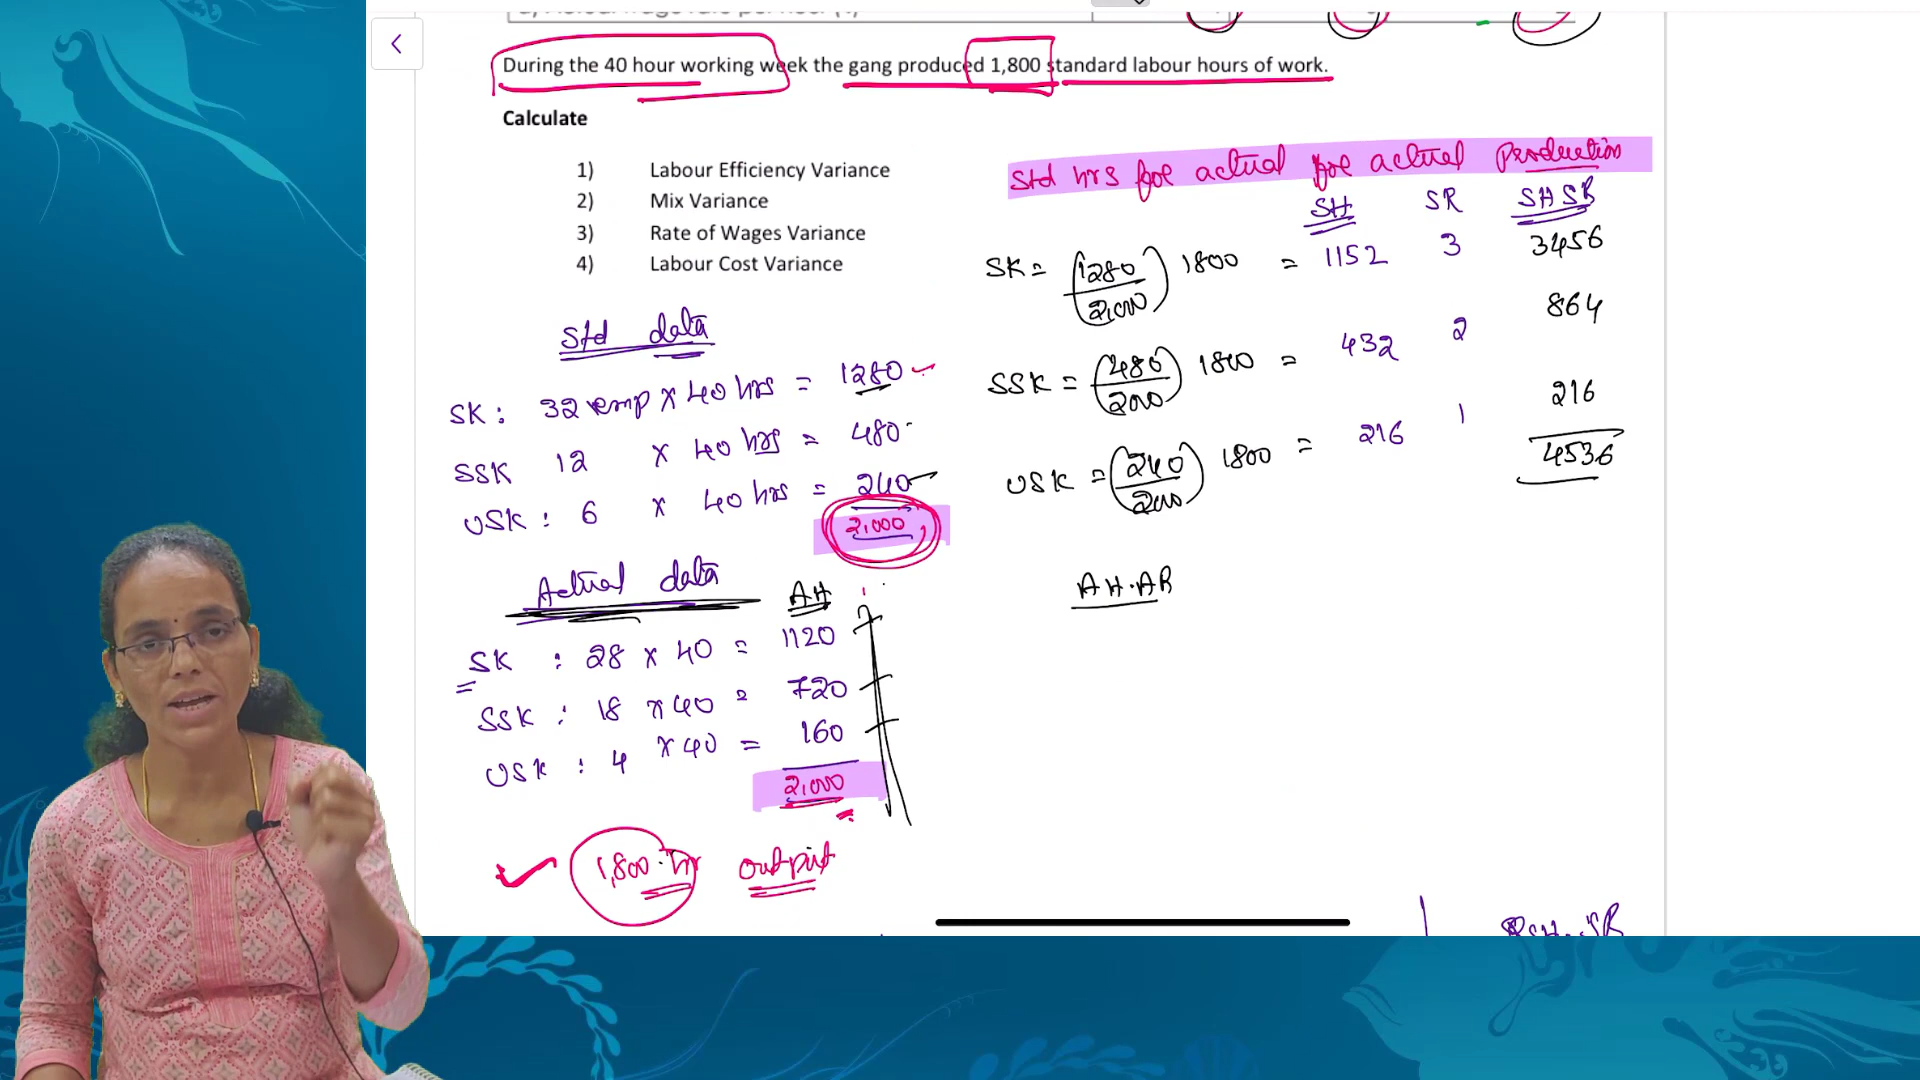 During the 40 hour working week the gang produced 1,800 standard labour hours of work.
Calculate
1) Labour Efficiency Variance
2) Mix Variance
3) Rate of Wages Variance
4) Labour Cost Variance
Std data
SK : 32 emp x 40 hrs = 1280
SSK 12 x 40 hrs = 480
USK : 6 x 40 hrs = 240
2,000
Actual data AH
SK : 28 x 40 = 1120
SSK : 18 x 40 = 720
USK : 4 x 40 = 160
2,000
1,800 hr output
Std hrs for actual for actual Production
SH SR SH SR
SK = (1280/2,000) 1800 = 1152 3 3456
SSK = (480/2000) 1800 = 432 2 864
USK = (240/2000) 1800 = 216 1 216
4536
AH.AR